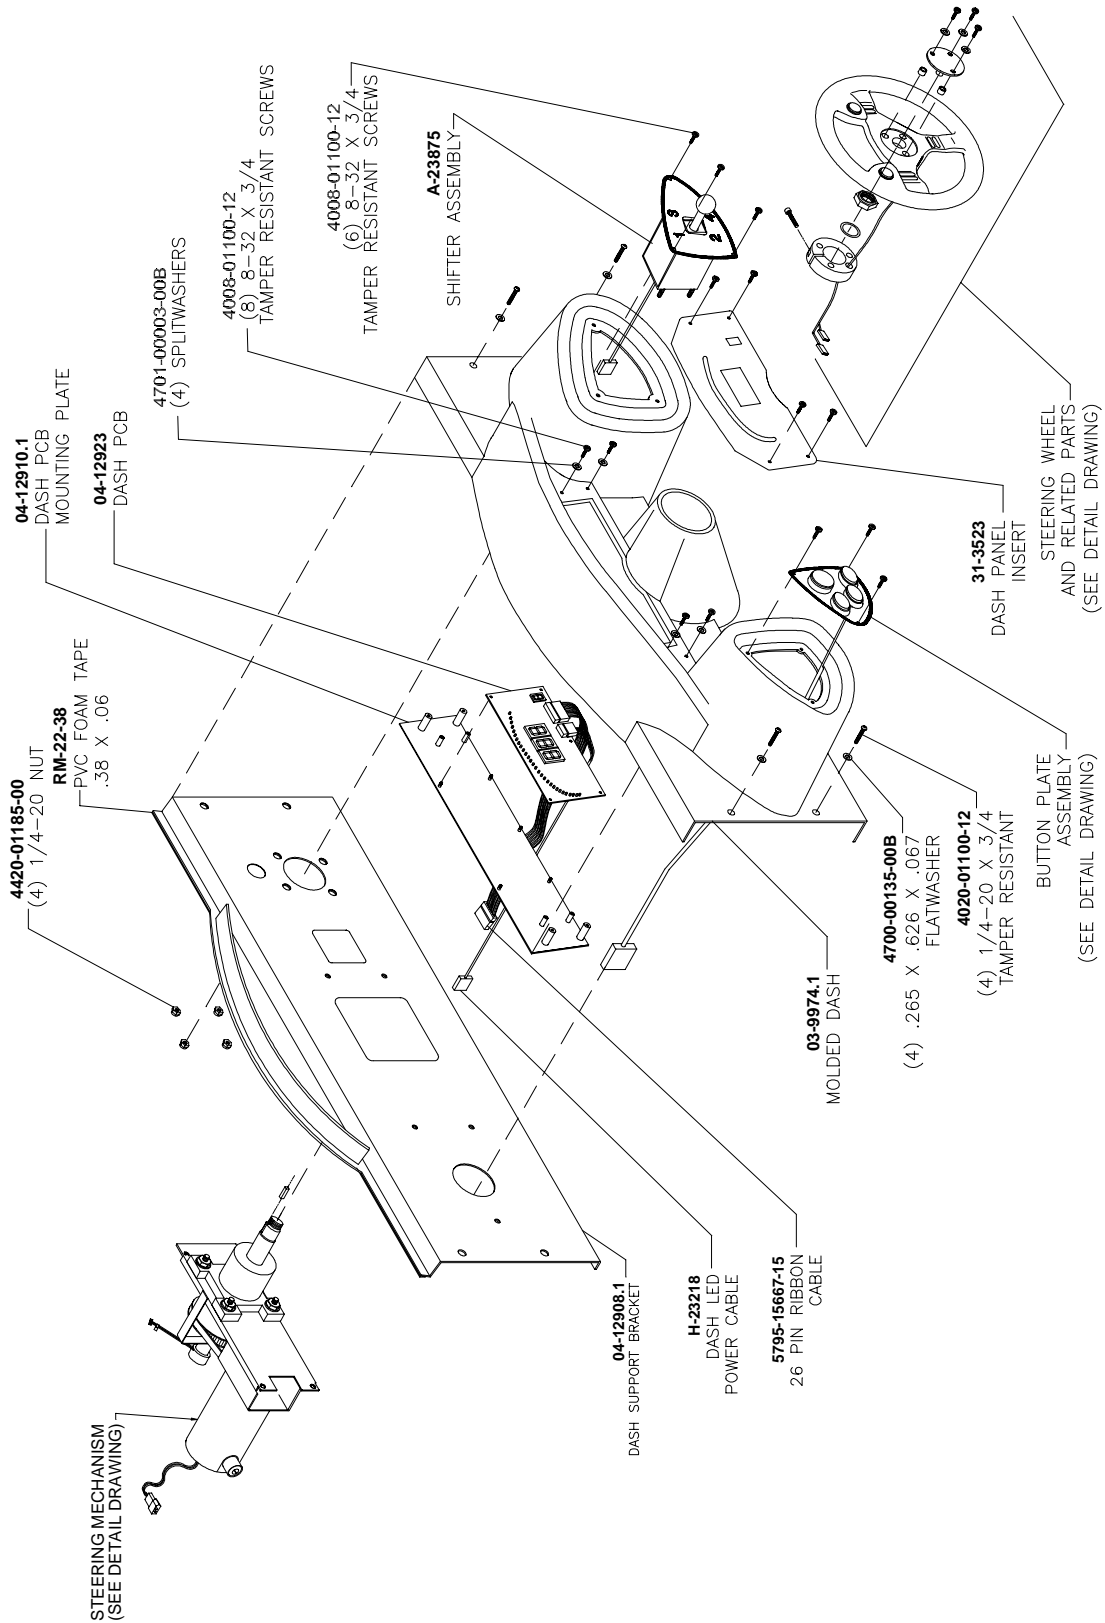 STEERING MECHANISM
(SEE DETAIL DRAWING)
4420-01185-00
(4) 1/4-20 NUT
RM-22-38
PVC FOAM TAPE
.38 X .06
04-12910.1
DASH PCB
MOUNTING PLATE
04-12923
DASH PCB
4701-00003-00B
(4) SPLITWASHERS
4008-01100-12
(8) 8-32 X 3/4
TAMPER RESISTANT SCREWS
4008-01100-12
(6) 8-32 X 3/4
TAMPER RESISTANT SCREWS
A-23875
SHIFTER ASSEMBLY
1
3
2
4
04-12908.1
DASH SUPPORT BRACKET
H-23218
DASH LED
POWER CABLE
5795-15667-15
26 PIN RIBBON
CABLE
03-9974.1
MOLDED DASH
4700-00135-00B
(4) .265 X .626 X .067
FLATWASHER
4020-01100-12
(4) 1/4-20 X 3/4
TAMPER RESISTANT
BUTTON PLATE
ASSEMBLY
(SEE DETAIL DRAWING)
31-3523
DASH PANEL
INSERT
STEERING WHEEL
AND RELATED PARTS
(SEE DETAIL DRAWING)